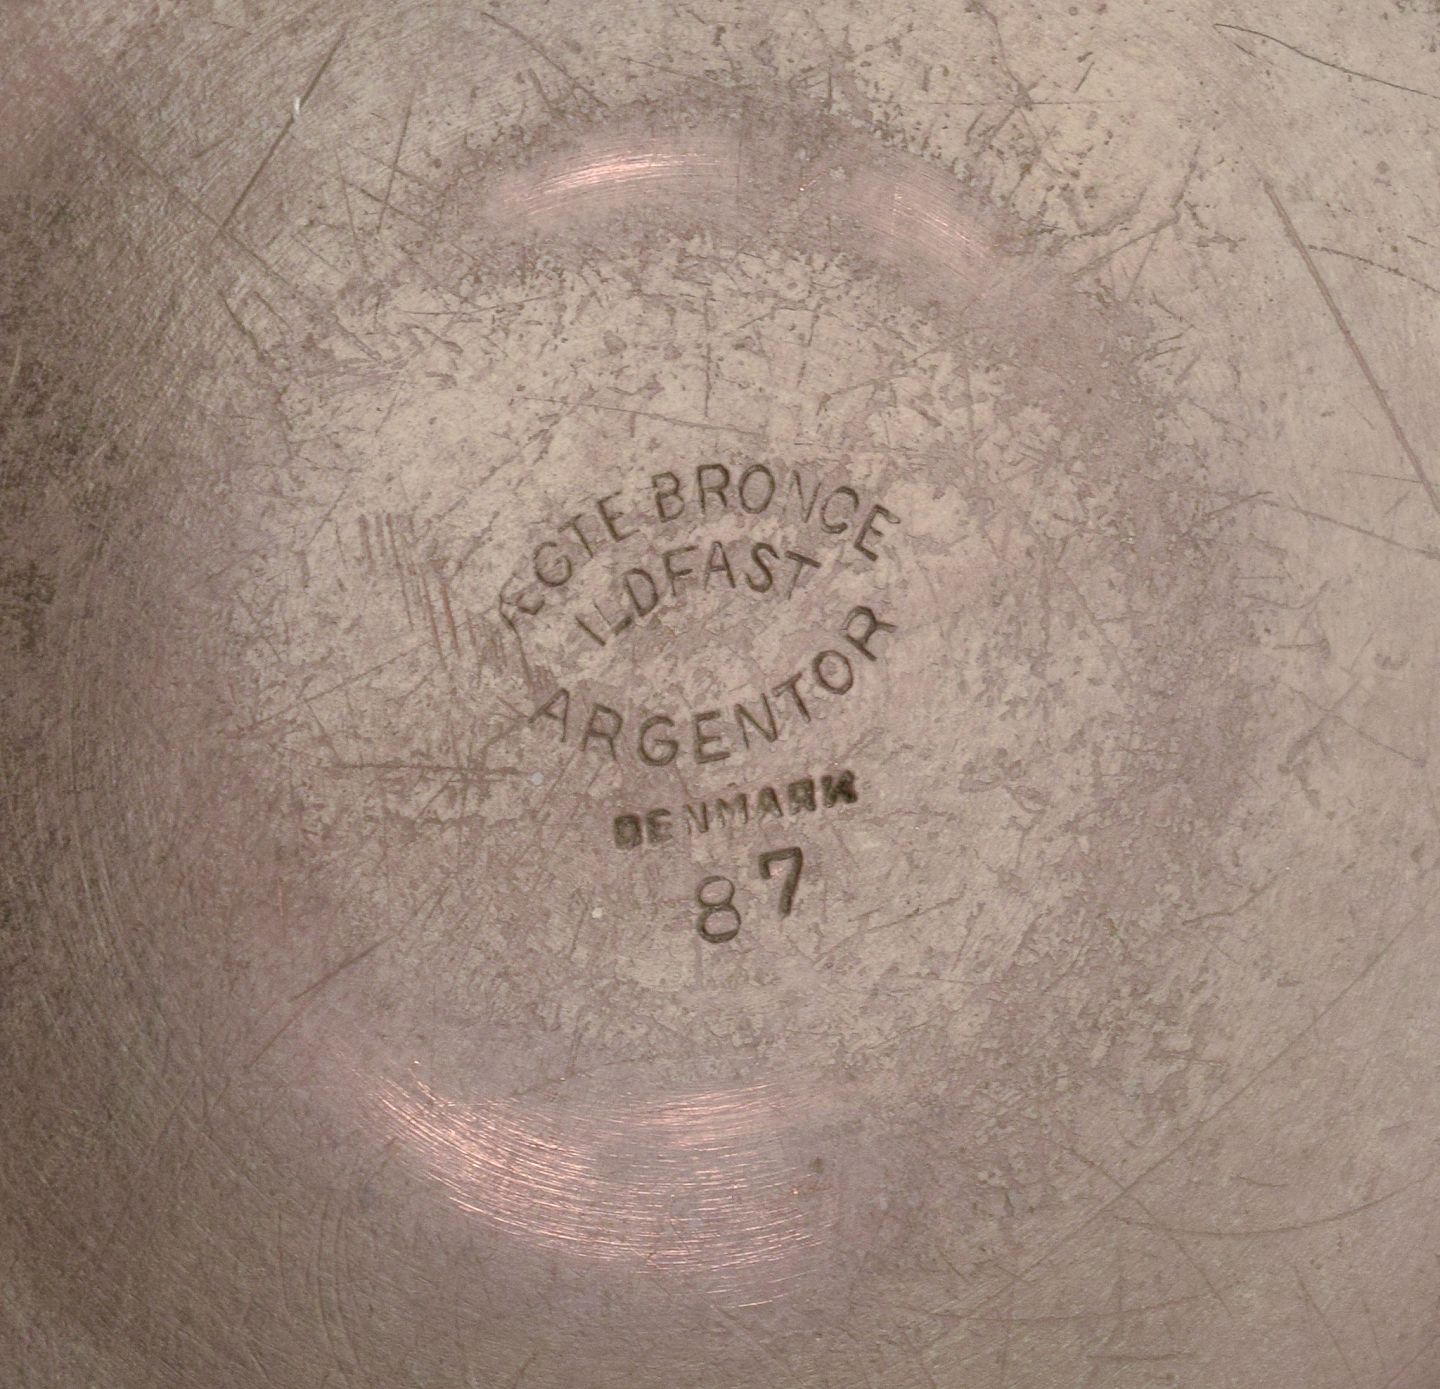 ÆGTE BRONCE
ILDFAST
ARGENTOR
DENMARK
87